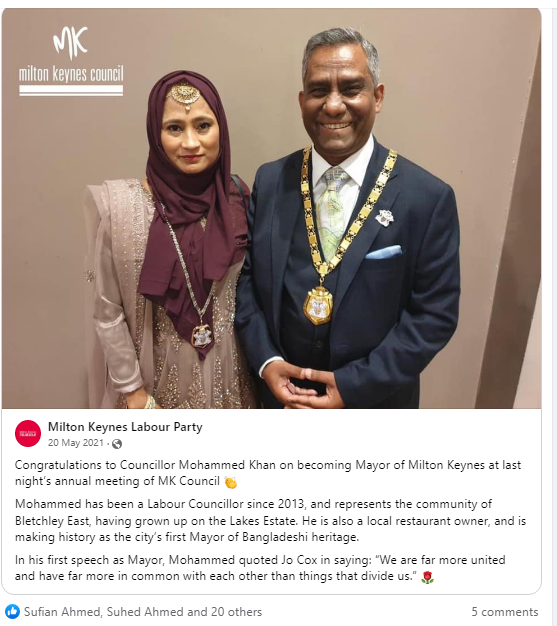 MK
milton keynes council
Milton Keynes Labour Party
20 May 2021 ·
Congratulations to Councillor Mohammed Khan on becoming Mayor of Milton Keynes at last
night's annual meeting of MK Council 👏
Mohammed has been a Labour Councillor since 2013, and represents the community of
Bletchley East, having grown up on the Lakes Estate. He is also a local restaurant owner, and is
making history as the city's first Mayor of Bangladeshi heritage.
In his first speech as Mayor, Mohammed quoted Jo Cox in saying: “We are far more united
and have far more in common with each other than things that divide us.” 🌹
Sufian Ahmed, Suhed Ahmed and 20 others
5 comments